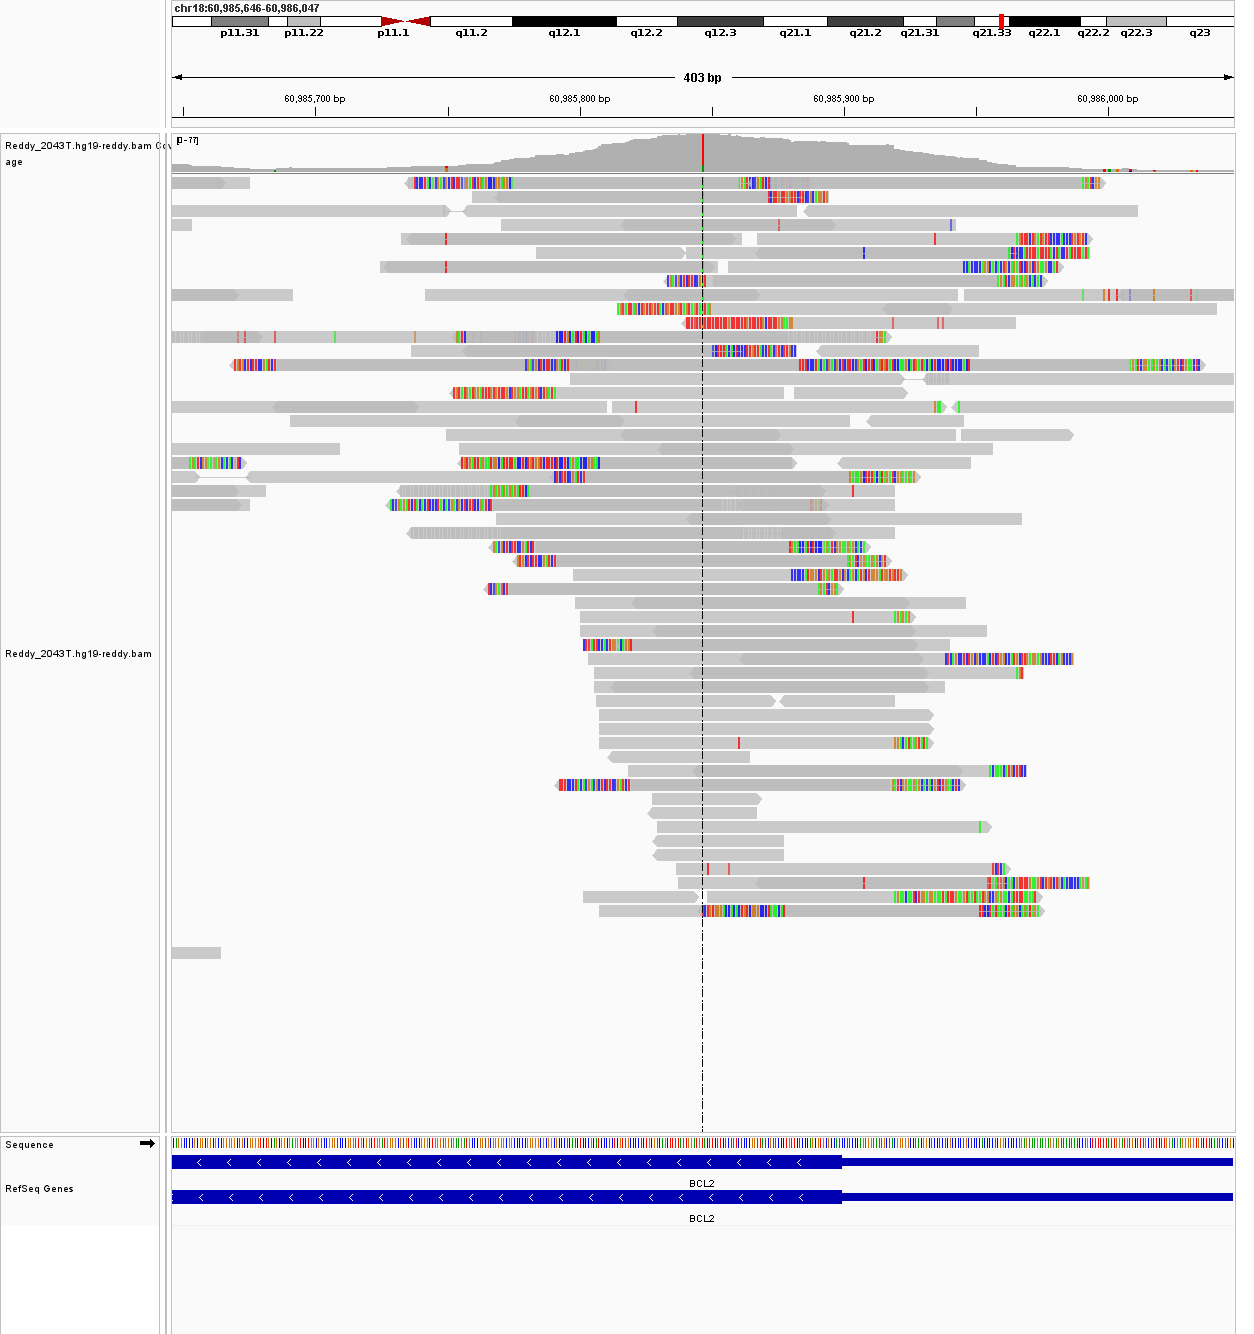 chr18:60,985,646-60,986,047
p11.31 p11.22 p11.1 q11.2 q12.1 q12.2 q12.3 q21.1 q21.2 q21.31 q21.33 q22.1 q22.2 q22.3 q23
403 bp
60,985,700 bp 60,985,800 bp 60,985,900 bp 60,986,000 bp
[0-77]
Reddy_2043T.hg19-reddy.bam Cov
age
Reddy_2043T.hg19-reddy.bam
Sequence
RefSeq Genes
BCL2
BCL2